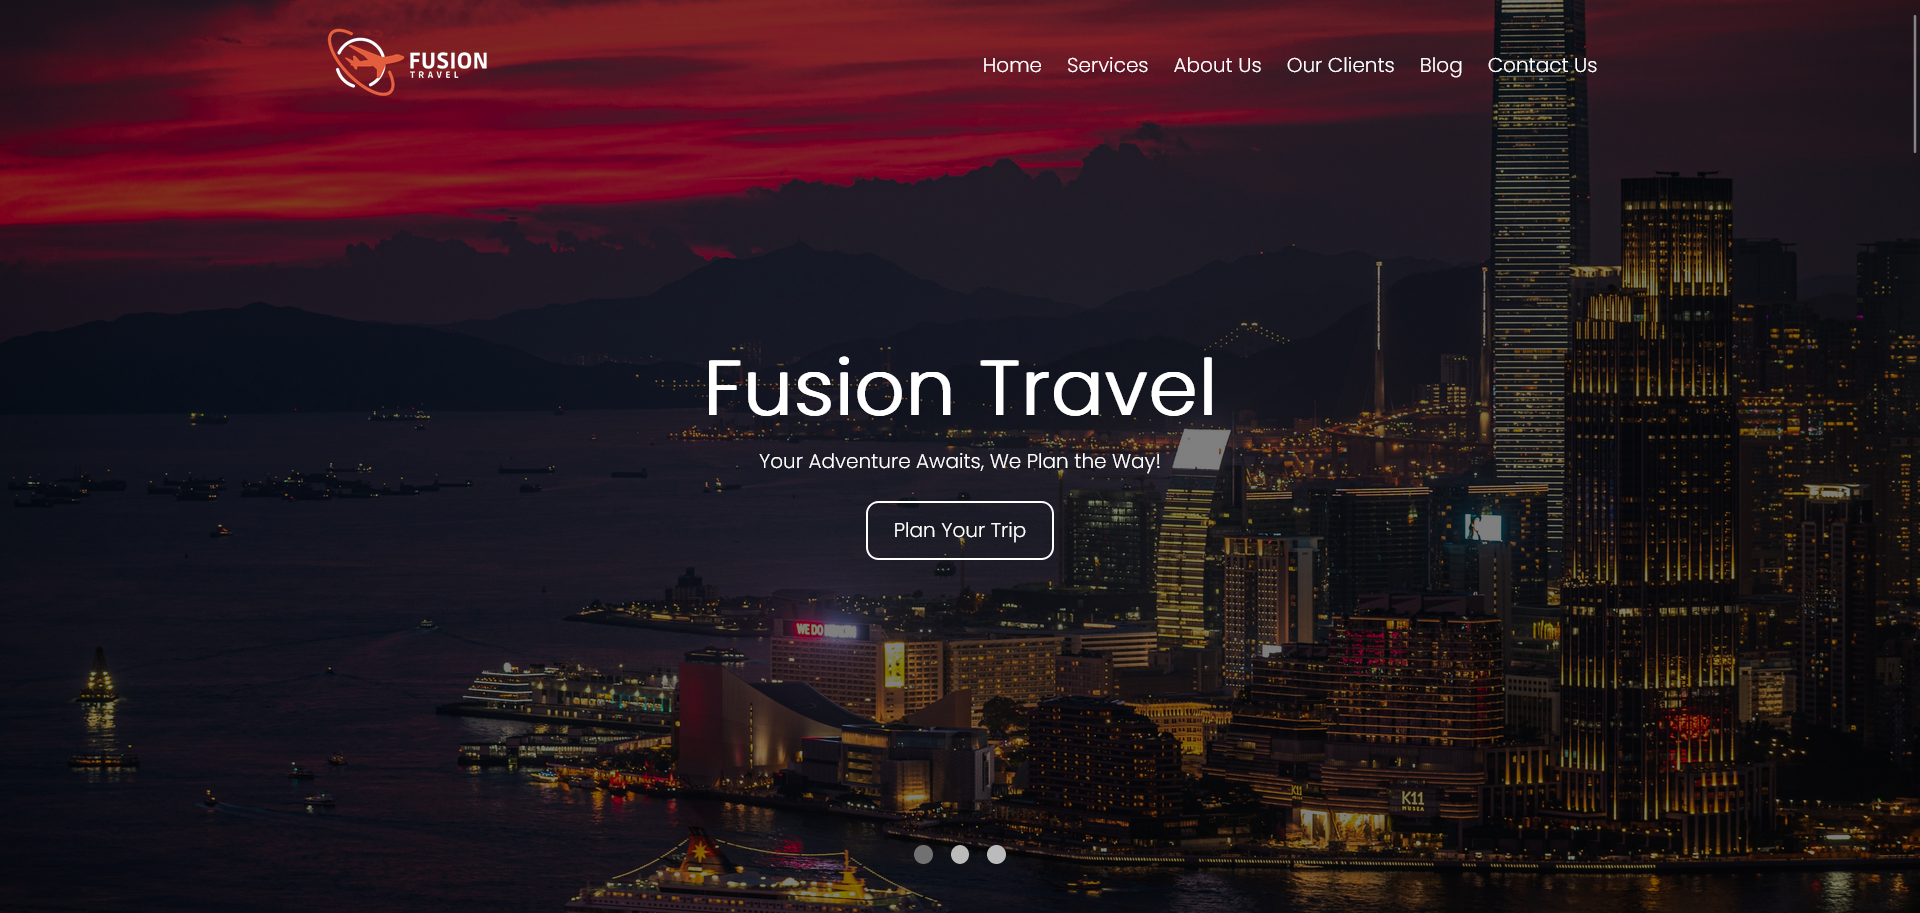 FUSION
TRAVEL
Home Services About Us Our Clients Blog Contact Us
Fusion Travel
Your Adventure Awaits, We Plan the Way!
Plan Your Trip
WE DO
K11
K11
MUSEA